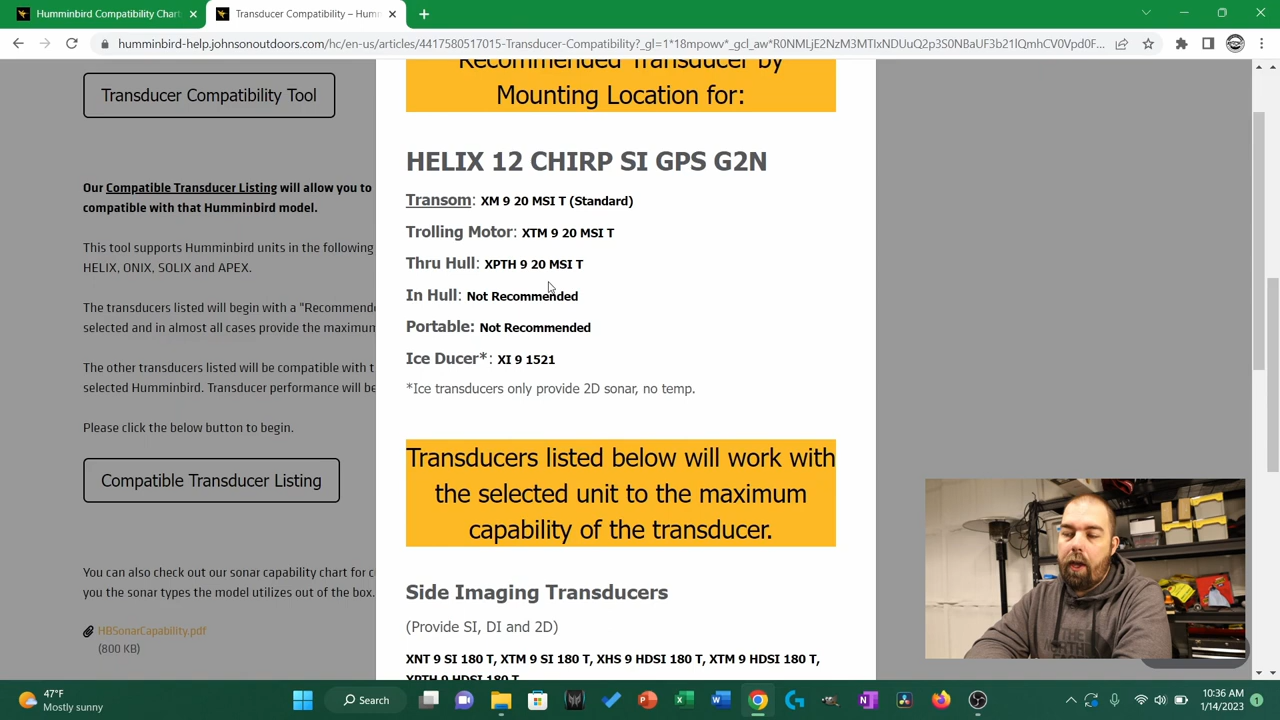 Humminbird Compatibility Chart
Transducer Compatibility – Humm
humminbird-help.johnsonoutdoors.com/hc/en-us/articles/4417580517015-Transducer-Compatibility?_gl=1*18mpowv*_gcl_aw*
Transducer Compatibility Tool
Our Compatible Transducer Listing will allow you to
compatible with that Humminbird model.
This tool supports Humminbird units in the following
HELIX, ONIX, SOLIX and APEX.
The transducers listed will begin with a "Recommend
selected and in almost all cases provide the maximum
The other transducers listed will be compatible with t
selected Humminbird. Transducer performance will be
Please click the below button to begin.
Compatible Transducer Listing
You can also check out our sonar capability chart for c
you the sonar types the model utilizes out of the box.
HBSonarCapability.pdf
(800 KB)
Recommended Transducer by
Mounting Location for:
HELIX 12 CHIRP SI GPS G2N
Transom: XM 9 20 MSI T (Standard)
Trolling Motor: XTM 9 20 MSI T
Thru Hull: XPTH 9 20 MSI T
In Hull: Not Recommended
Portable: Not Recommended
Ice Ducer*: XI 9 1521
*Ice transducers only provide 2D sonar, no temp.
Transducers listed below will work with
the selected unit to the maximum
capability of the transducer.
Side Imaging Transducers
(Provide SI, DI and 2D)
XNT 9 SI 180 T, XTM 9 SI 180 T, XHS 9 HDSI 180 T, XTM 9 HDSI 180 T,
XPTH 9 HDSI 180 T
47°F
Mostly sunny
Search
10:36 AM
1/14/2023